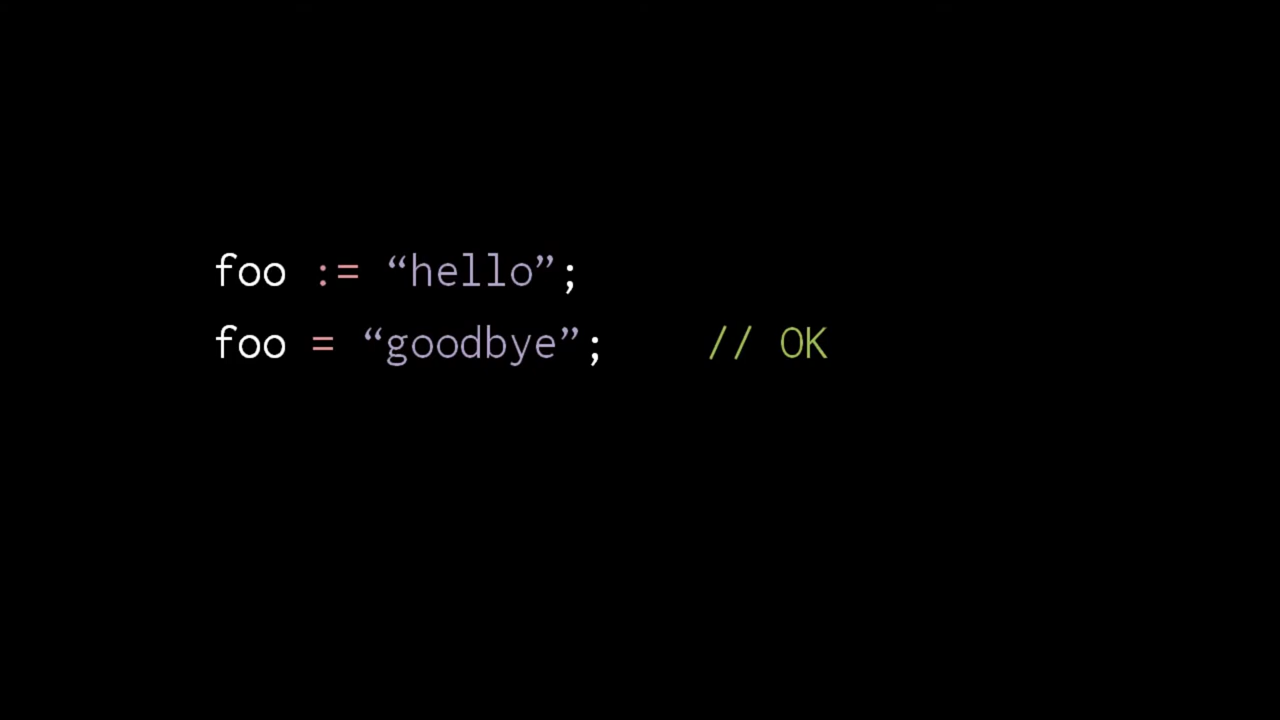 foo := “hello”;
foo = “goodbye”; // OK